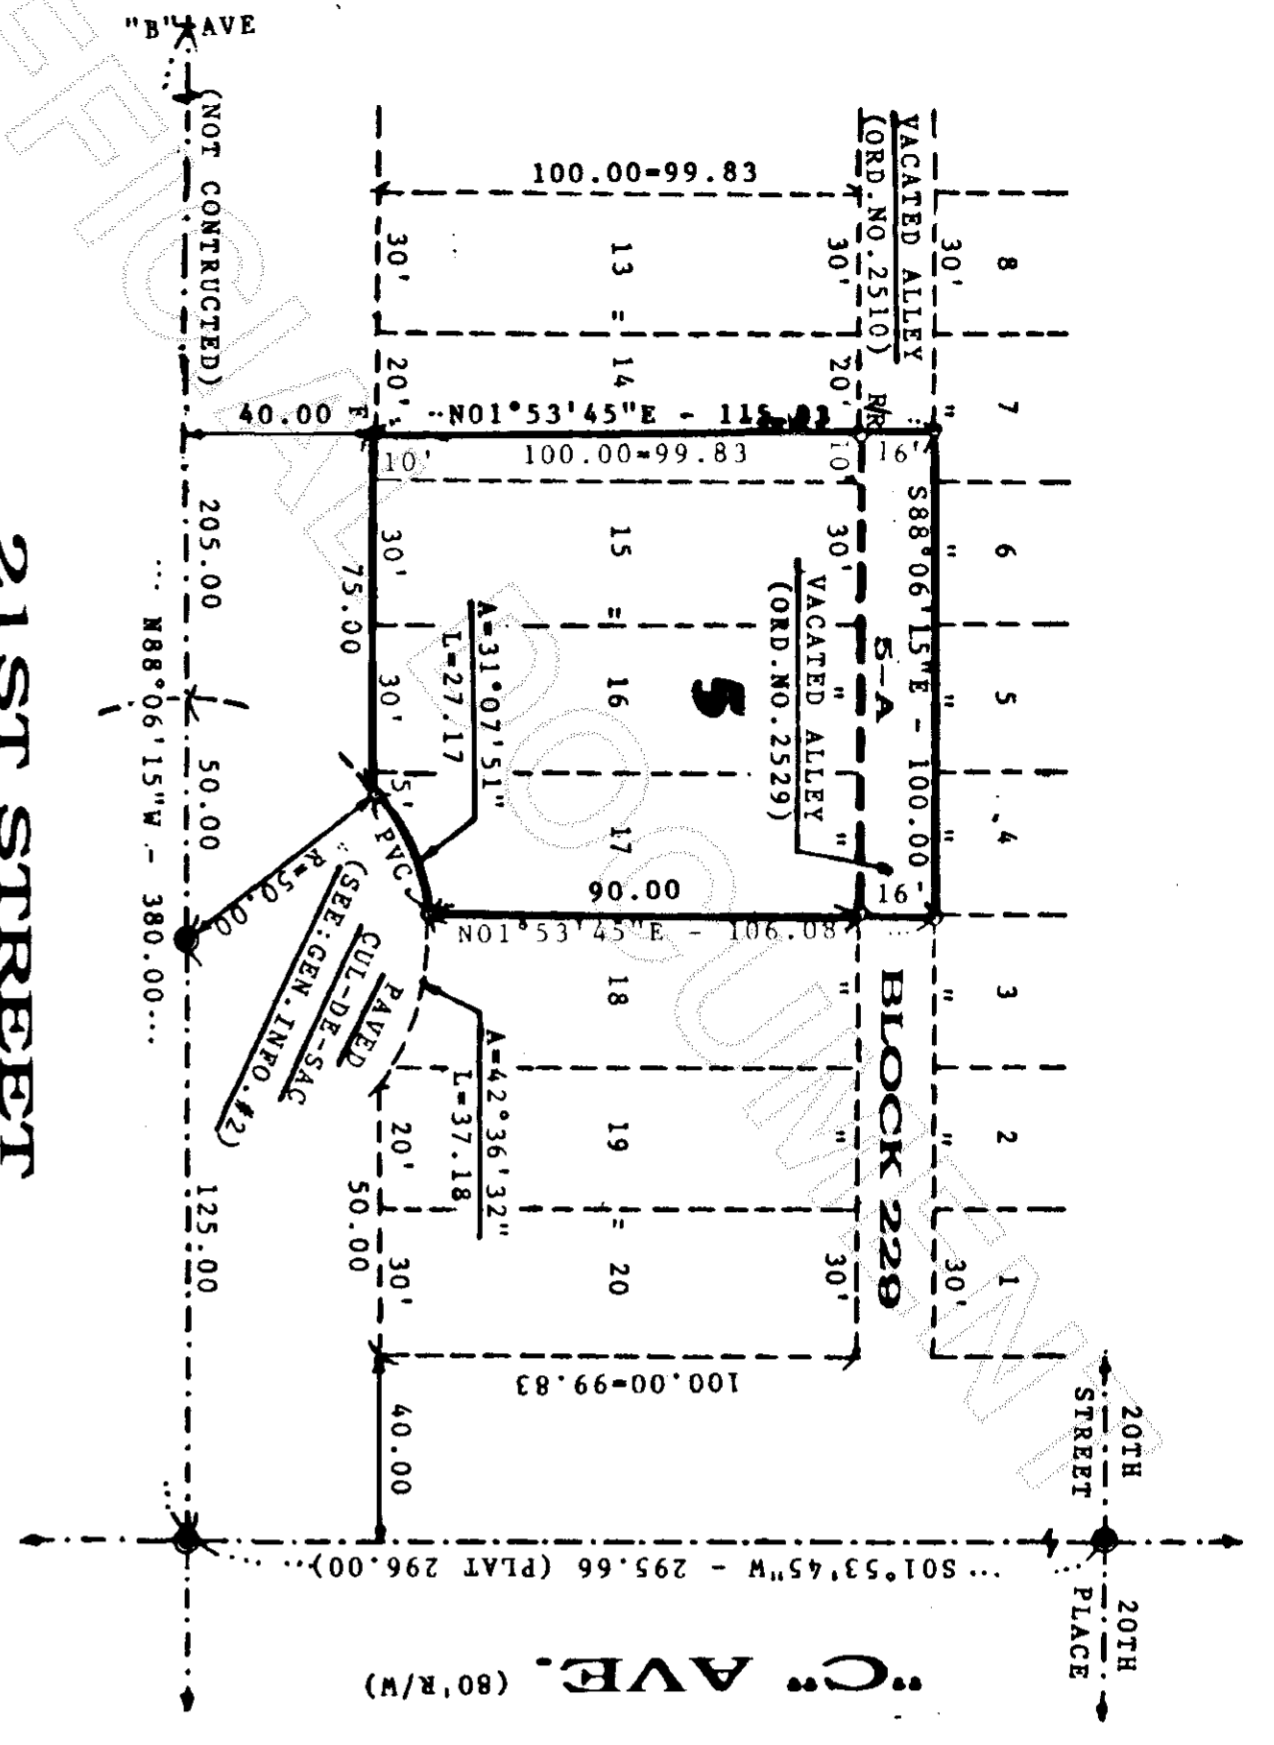 "B" AVE
(NOT CONTRUCTED)
VACATED ALLEY
(ORD.NO.2510)
100.00=99.83
30'
13
30'
30'
8
=
20'
14
20'
R/R
"
7
40.00
N01°53'45"E - 115.83
10'
100.00=99.83
10'
16'
205.00
30'
15
30'
"
6
S88°06'15"E - 100.00
75.00
=
VACATED ALLEY
(ORD.NO.2529)
5-A
30'
16
"
5
5
A=31°07'51"
L=27.17
... N88°06'15"W - 380.00...
50.00
5'
17
"
"
4
PVC
R=50.00
90.00
16'
N01°53'45"E - 106.08
PAVED
CUL-DE-SAC
(SEE:GEN.INFO.#2)
18
"
"
3
BLOCK 229
A=42°36'32"
L=37.18
20'
19
"
"
2
125.00
50.00
30'
=
20
30'
30'
1
100.00=99.83
40.00
20TH
STREET
20TH
PLACE
... S01°53'45"W - 295.66 (PLAT 296.00)...
"C" AVE.
(80'R/W)
21ST STREET
DOCUMENT